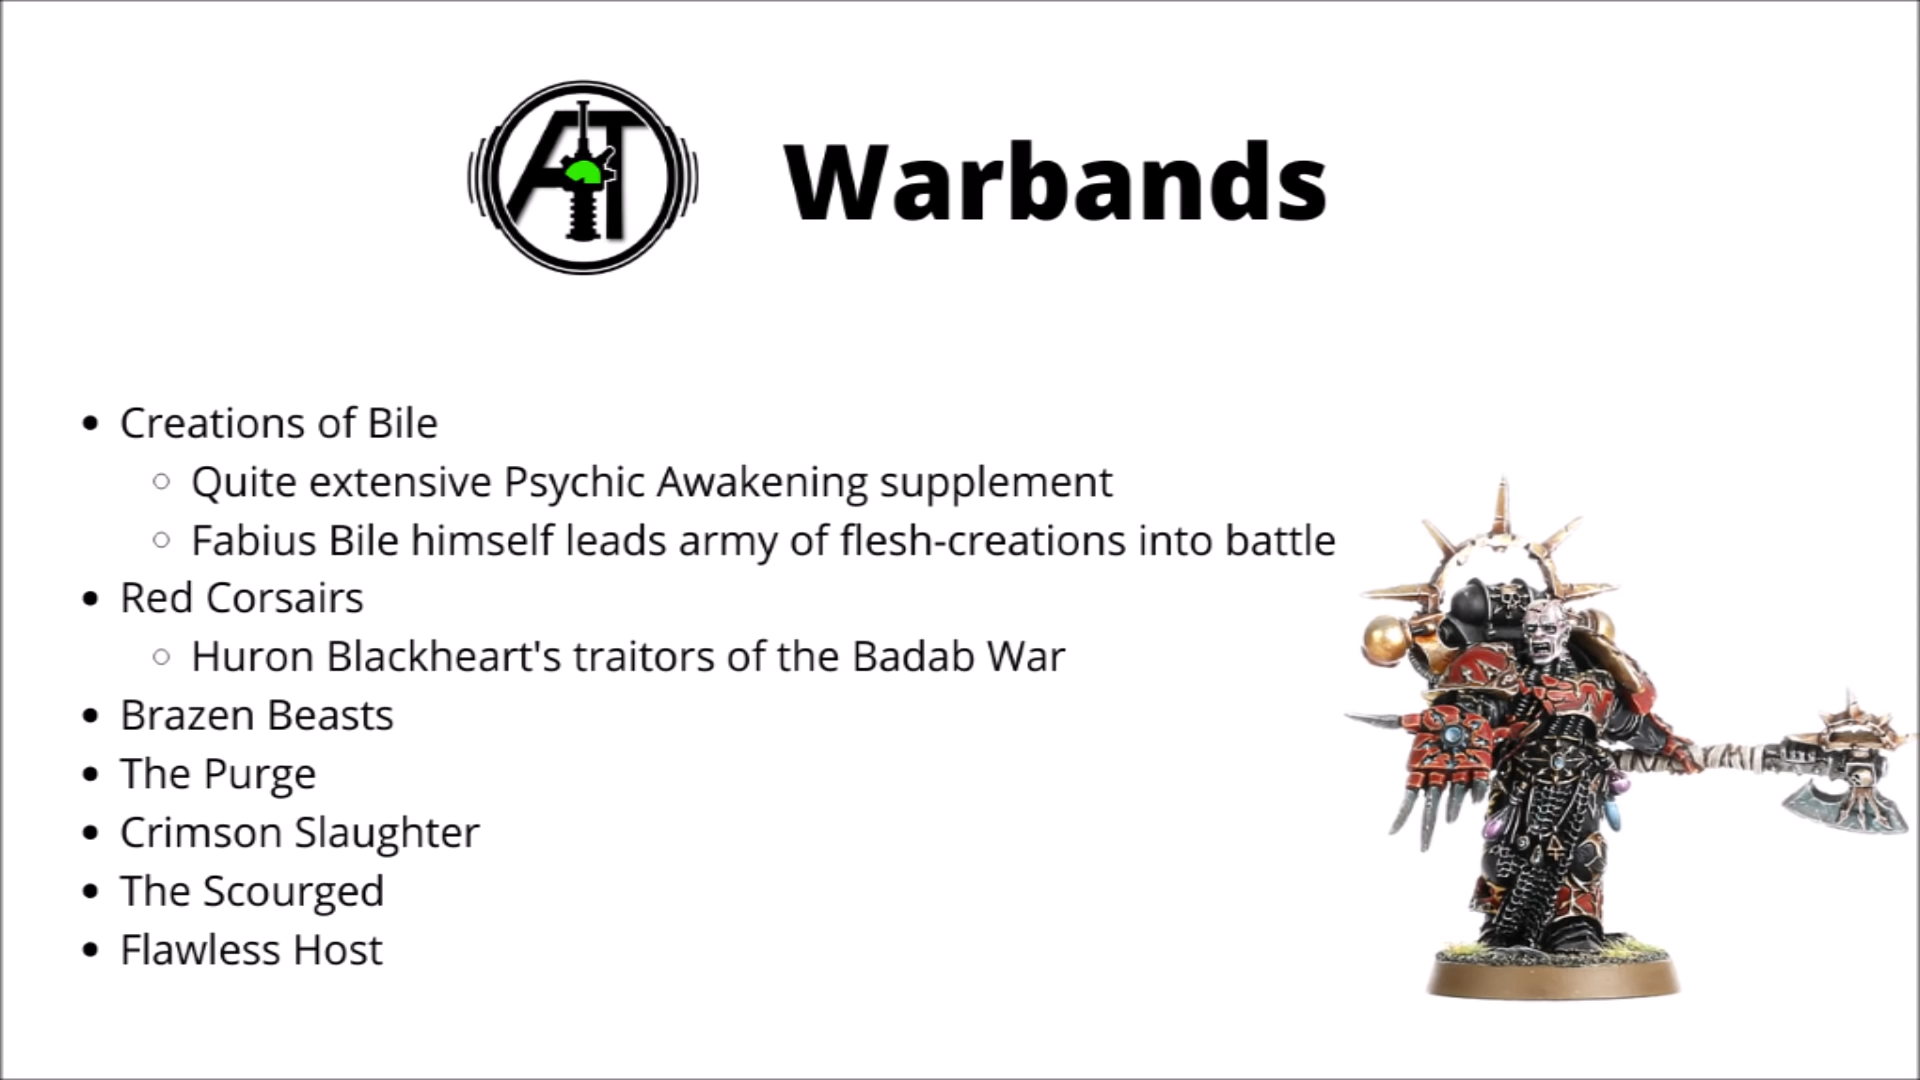 AT
Warbands
Creations of Bile
Quite extensive Psychic Awakening supplement
Fabius Bile himself leads army of flesh-creations into battle
Red Corsairs
Huron Blackheart's traitors of the Badab War
Brazen Beasts
The Purge
Crimson Slaughter
The Scourged
Flawless Host